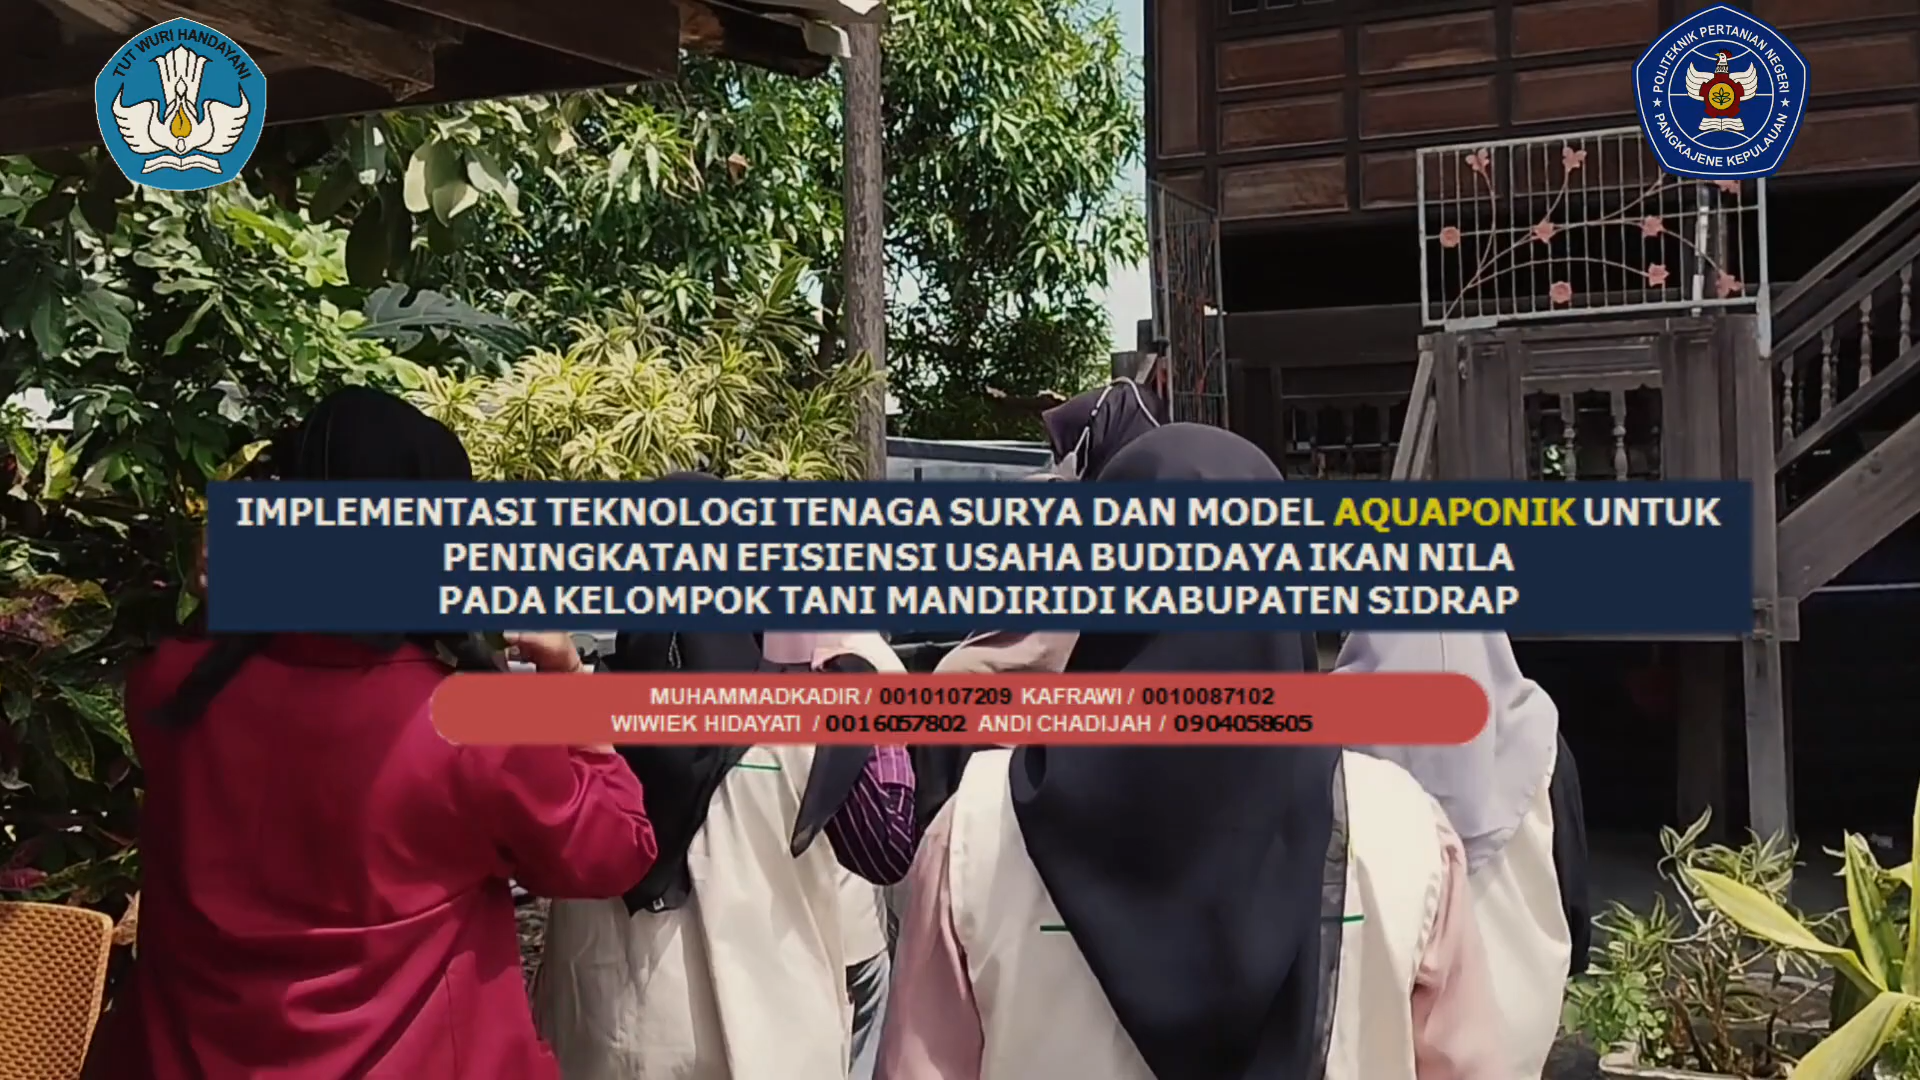 TUT WURI HANDAYANI
POLITEKNIK PERTANIAN NEGERI
PANGKAJENE KEPULAUAN
IMPLEMENTASI TEKNOLOGI TENAGA SURYA DAN MODEL AQUAPONIK UNTUK
PENINGKATAN EFISIENSI USAHA BUDIDAYA IKAN NILA
PADA KELOMPOK TANI MANDIRIDI KABUPATEN SIDRAP
MUHAMMADKADIR / 0010107209 KAFRAWI / 0010087102
WIWIEK HIDAYATI / 0016057802 ANDI CHADIJAH / 0904058605